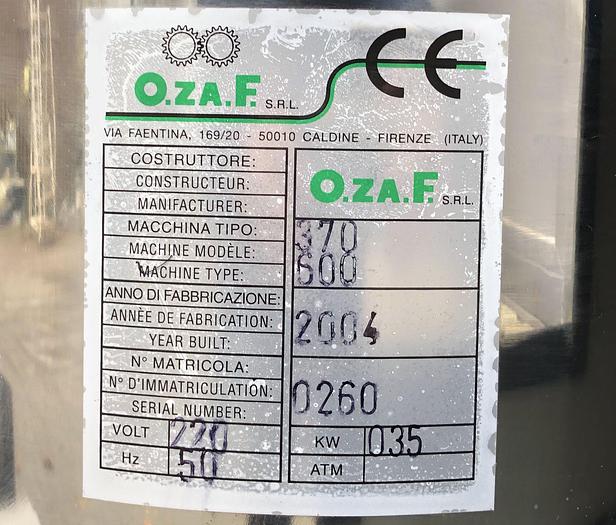 O.ZA.F. S.R.L.
CE
VIA FAENTINA, 169/20 - 50010 CALDINE - FIRENZE (ITALY)
COSTRUTTORE:
CONSTRUCTEUR:
MANIFACTURER:
O.ZA.F. S.R.L.
MACCHINA TIPO:
MACHINE MODÈLE:
MACHINE TYPE:
370
600
ANNO DI FABBRICAZIONE:
ANNÈE DE FABRICATION:
YEAR BUILT:
2004
N° MATRICOLA:
N° D'IMMATRICULATION:
SERIAL NUMBER:
0260
VOLT 220 KW 035
Hz 50 ATM